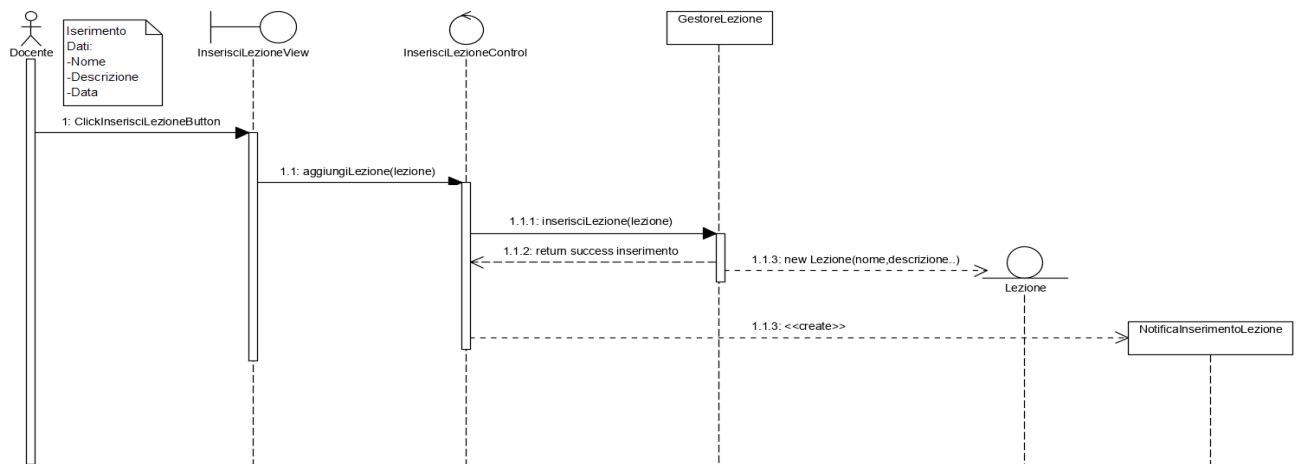 Docente
Iserimento
Dati:
-Nome
-Descrizione
-Data
InserisciLezioneView
InserisciLezioneControl
GestoreLezione
1: ClickInserisciLezioneButton
1.1: aggiungiLezione(lezione)
1.1.1: inserisciLezione(lezione)
1.1.2: return success inserimento
1.1.3: new Lezione(nome,descrizione..)
Lezione
1.1.3: <<create>>
NotificaInserimentoLezione